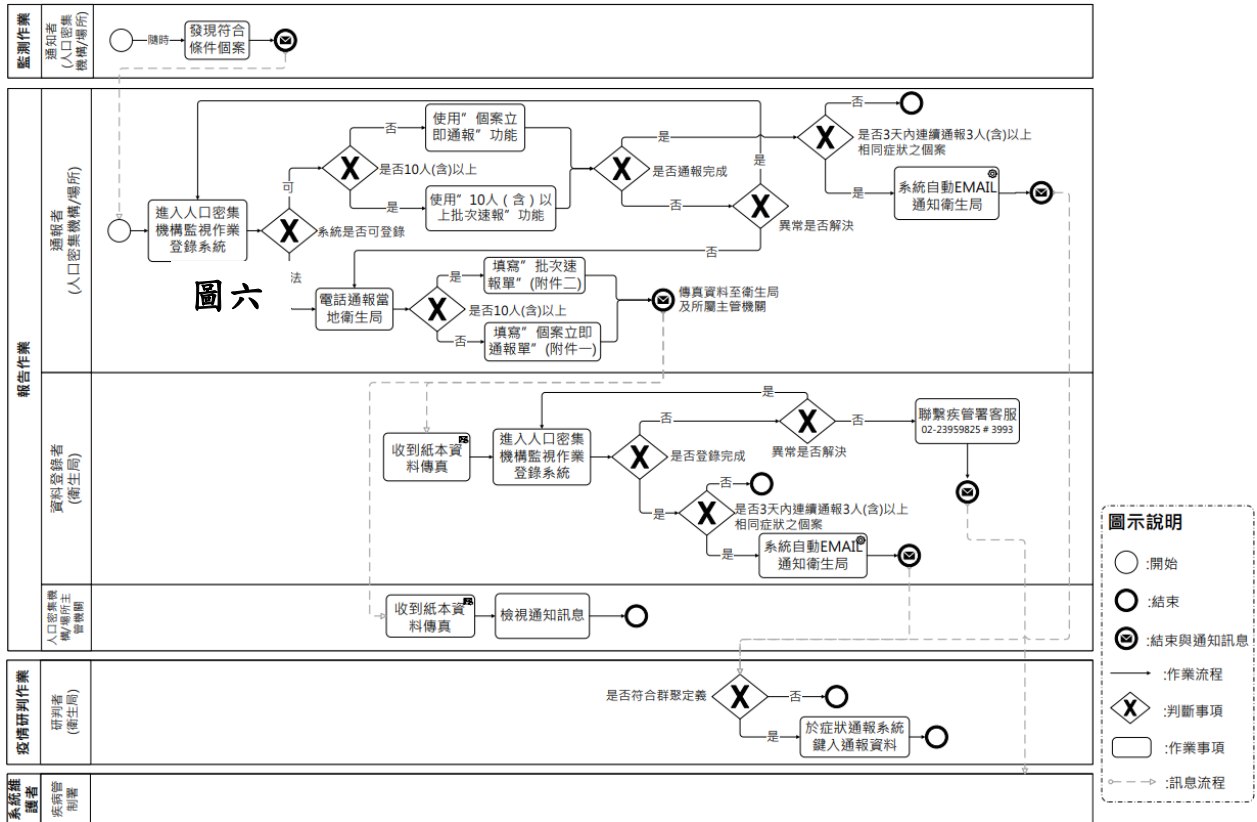 監測作業
通知者
(人口密集
機構/場所)
隨時
發現符合
條件個案
報告作業
通報者
(人口密集機構/場所)
進入人口密集
機構監視作業
登錄系統
系統是否可登錄
可
法
圖六
是否10人(含)以上
否
使用”個案立
即通報”功能
是
使用”10人(含)以
上批次速報”功能
是否通報完成
是
否
異常是否解決
是
否
是否3天內連續通報3人(含)以上
相同症狀之個案
否
是
系統自動EMAIL
通知衛生局
電話通報當
地衛生局
是否10人(含)以上
是
填寫”批次速
報單”(附件二)
否
填寫”個案立即
通報單”(附件一)
傳真資料至衛生局
及所屬主管機關
資料登錄者
(衛生局)
收到紙本資
料傳真
進入人口密集
機構監視作業
登錄系統
是否登錄完成
否
是
異常是否解決
是
否
聯繫疾管署客服
02-23959825 # 3993
是否3天內連續通報3人(含)以上
相同症狀之個案
否
是
系統自動EMAIL
通知衛生局
人口密集機
構/場所主
管機關
收到紙本資
料傳真
檢視通知訊息
疫情研判作業
研判者
(衛生局)
是否符合群聚定義
否
是
於症狀通報系統
鍵入通報資料
系統維
護者
疾病管
制署
圖示說明
:開始
:結束
:結束與通知訊息
:作業流程
:判斷事項
:作業事項
:訊息流程